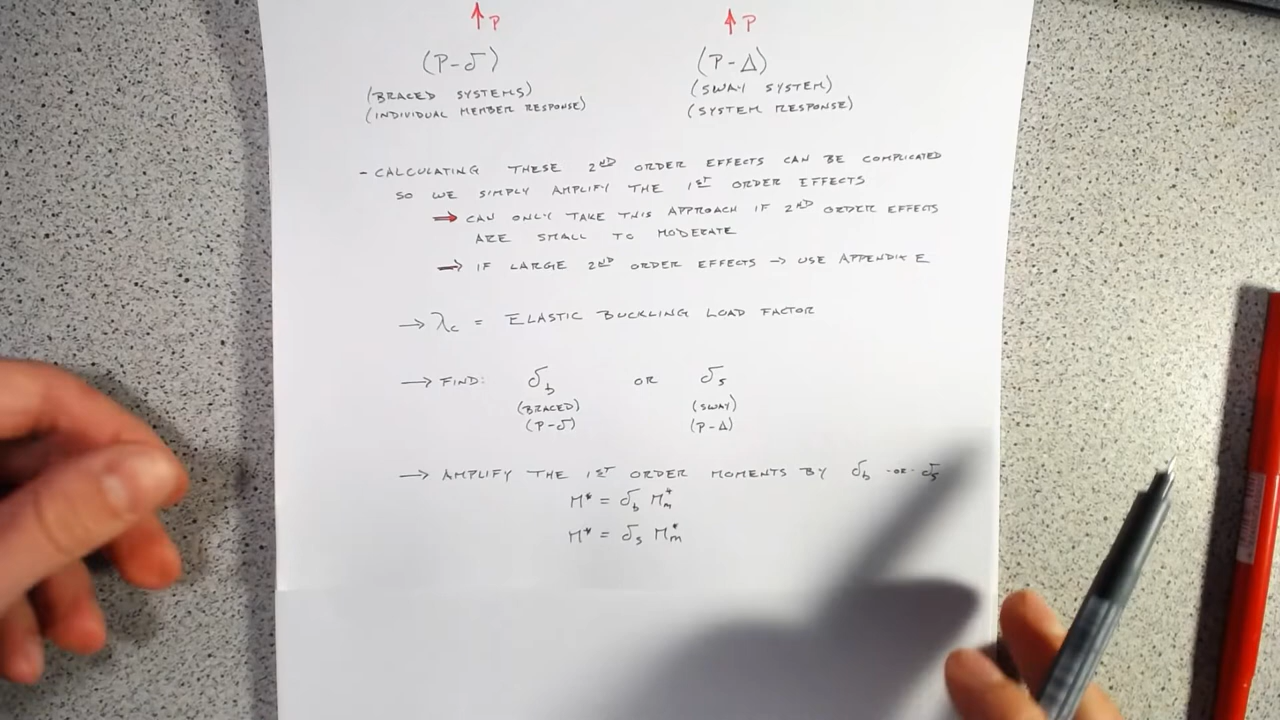 ↑ P ↑ P
(P-δ) (P-Δ)
(BRACED SYSTEMS) (SWAY SYSTEM)
(INDIVIDUAL MEMBER RESPONSE) (SYSTEM RESPONSE)
- CALCULATING THESE 2ND ORDER EFFECTS CAN BE COMPLICATED
SO WE SIMPLY AMPLIFY THE 1ST ORDER EFFECTS
⇒ CAN ONLY TAKE THIS APPROACH IF 2ND ORDER EFFECTS
ARE SMALL TO MODERATE
⇒ IF LARGE 2ND ORDER EFFECTS → USE APPENDIX E
→ λc = ELASTIC BUCKLING LOAD FACTOR
→ FIND: δb OR δs
(BRACED) (SWAY)
(P-δ) (P-Δ)
→ AMPLIFY THE 1ST ORDER MOMENTS BY δb -OR- δs
M* = δb M*m
M* = δs M*m